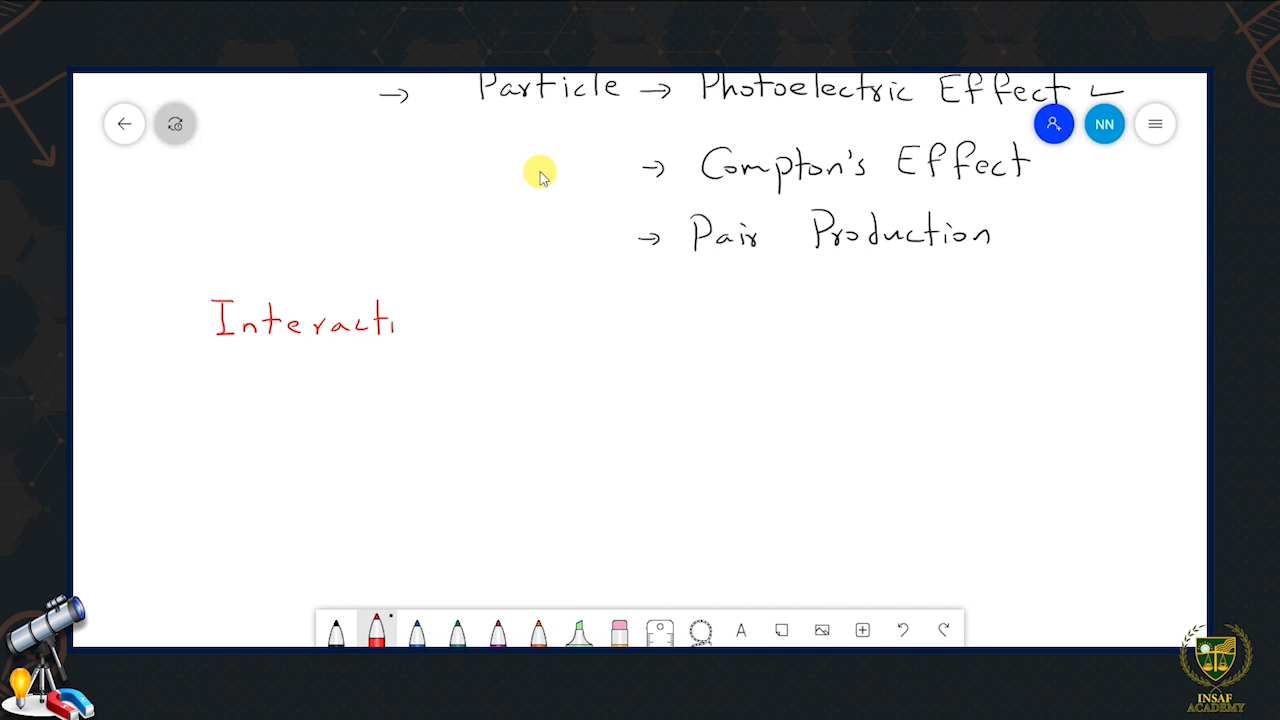 → Particle → Photoelectric Effect ✓
NN
→ Compton's Effect
→ Pair Production
Interacti
A
INSAF
ACADEMY